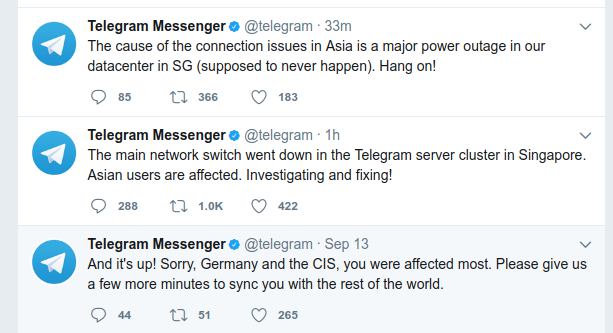 Telegram Messenger @telegram · 33m
The cause of the connection issues in Asia is a major power outage in our
datacenter in SG (supposed to never happen). Hang on!
85 366 183
Telegram Messenger @telegram · 1h
The main network switch went down in the Telegram server cluster in Singapore.
Asian users are affected. Investigating and fixing!
288 1.0K 422
Telegram Messenger @telegram · Sep 13
And it's up! Sorry, Germany and the CIS, you were affected most. Please give us
a few more minutes to sync you with the rest of the world.
44 51 265